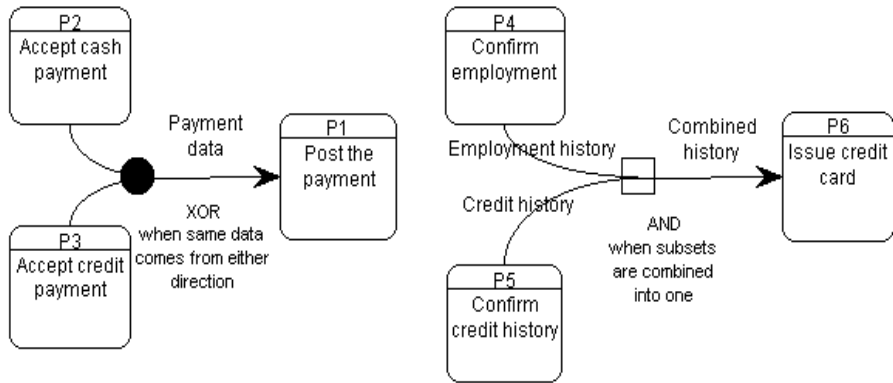 P2
Accept cash
payment
Payment
data
P1
Post the
payment
XOR
when same data
comes from either
direction
P3
Accept credit
payment
P4
Confirm
employment
Employment history
Credit history
Combined
history
P6
Issue credit
card
AND
when subsets
are combined
into one
P5
Confirm
credit history